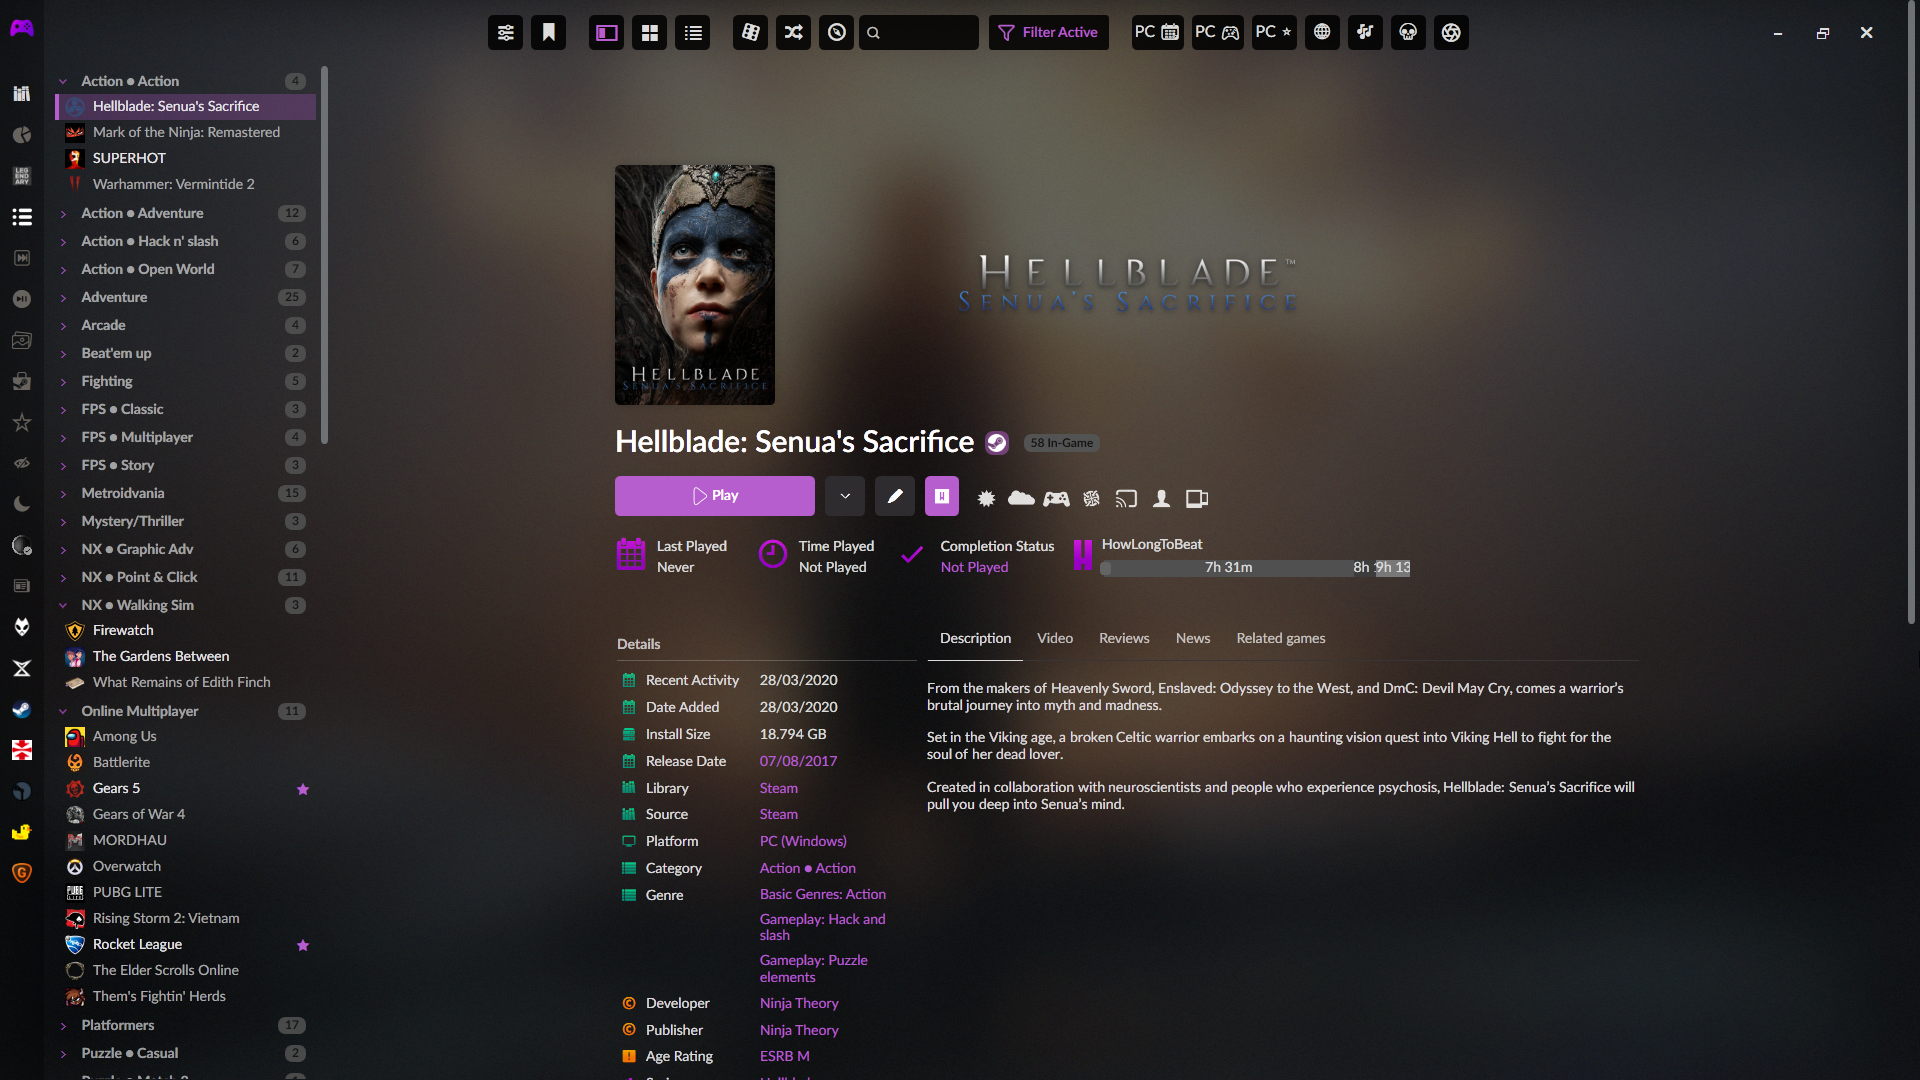 Filter Active
PC
PC
PC
LEG
END
ARY
Action ● Action 4
Hellblade: Senua's Sacrifice
Mark of the Ninja: Remastered
SUPERHOT
Warhammer: Vermintide 2
Action ● Adventure 12
Action ● Hack n' slash 6
Action ● Open World 7
Adventure 25
Arcade 4
Beat'em up 2
Fighting 5
FPS ● Classic 3
FPS ● Multiplayer 4
FPS ● Story 3
Metroidvania 15
Mystery/Thriller 3
NX ● Graphic Adv 6
NX ● Point & Click 11
NX ● Walking Sim 3
Firewatch
The Gardens Between
What Remains of Edith Finch
Online Multiplayer 11
Among Us
Battlerite
Gears 5
Gears of War 4
MORDHAU
Overwatch
PUBG LITE
Rising Storm 2: Vietnam
Rocket League
The Elder Scrolls Online
Them's Fightin' Herds
Platformers 17
Puzzle ● Casual 2
HELLBLADE
SENUA'S SACRIFICE
HELLBLADE™
SENUA'S SACRIFICE
Hellblade: Senua's Sacrifice
58 In-Game
Play
Last Played
Never
Time Played
Not Played
Completion Status
Not Played
HowLongToBeat
7h 31m 8h 9h 13
Details
Recent Activity 28/03/2020
Date Added 28/03/2020
Install Size 18.794 GB
Release Date 07/08/2017
Library Steam
Source Steam
Platform PC (Windows)
Category Action ● Action
Genre Basic Genres: Action
Gameplay: Hack and
slash
Gameplay: Puzzle
elements
Developer Ninja Theory
Publisher Ninja Theory
Age Rating ESRB M
Description Video Reviews News Related games
From the makers of Heavenly Sword, Enslaved: Odyssey to the West, and DmC: Devil May Cry, comes a warrior’s
brutal journey into myth and madness.
Set in the Viking age, a broken Celtic warrior embarks on a haunting vision quest into Viking Hell to fight for the
soul of her dead lover.
Created in collaboration with neuroscientists and people who experience psychosis, Hellblade: Senua’s Sacrifice will
pull you deep into Senua’s mind.